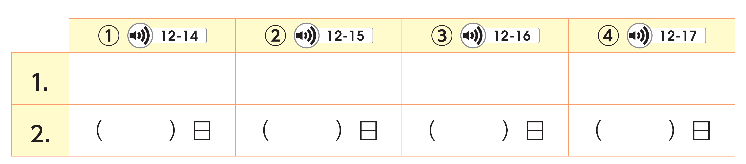 ① 12-14 ② 12-15 ③ 12-16 ④ 12-17
1.
2. ( )日 ( )日 ( )日 ( )日